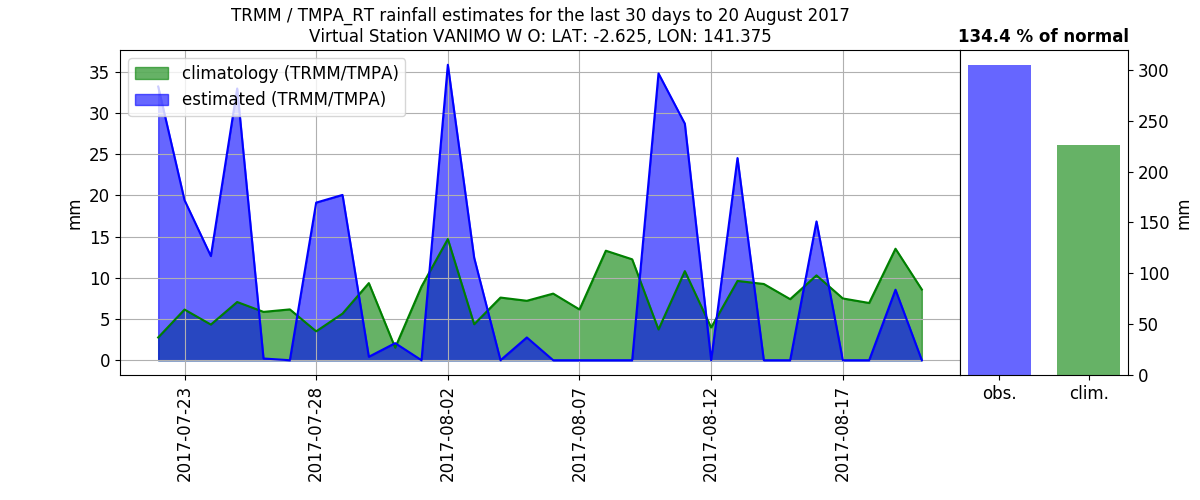 TRMM / TMPA_RT rainfall estimates for the last 30 days to 20 August 2017
Virtual Station VANIMO W O: LAT: -2.625, LON: 141.375
134.4 % of normal
climatology (TRMM/TMPA)
estimated (TRMM/TMPA)
mm
35
30
25
20
15
10
5
0
2017-07-23
2017-07-28
2017-08-02
2017-08-07
2017-08-12
2017-08-17
300
250
200
150
100
50
0
mm
obs.
clim.